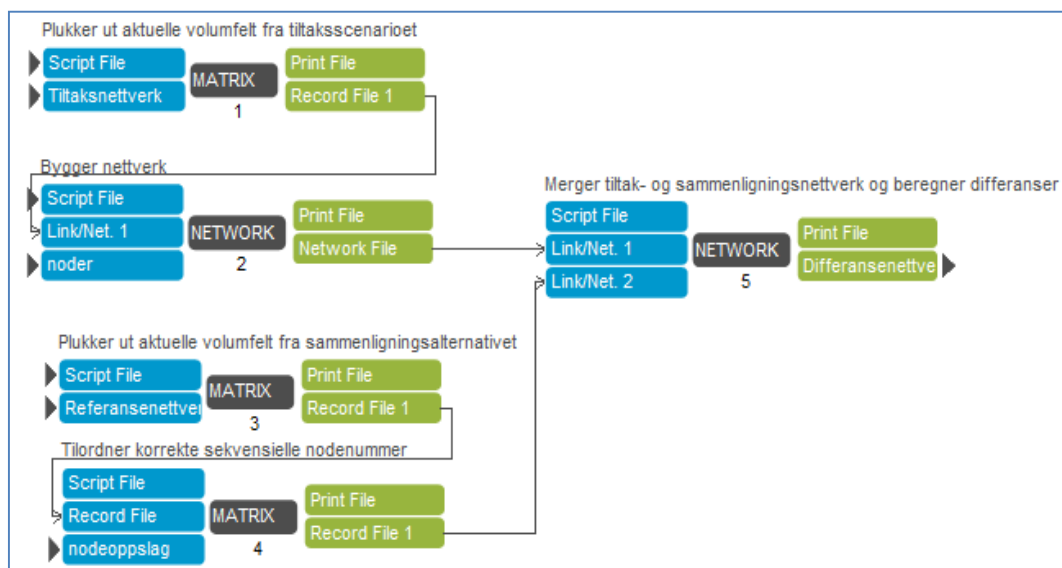 Plukker ut aktuelle volumfelt fra tiltaksscenarioet
Script File
Print File
MATRIX
Tiltaksnettverk
Record File 1
1
Bygger nettverk
Script File
Print File
Link/Net. 1
NETWORK
Network File
noder
2
Merger tiltak- og sammenligningsnettverk og beregner differanser
Script File
Print File
Link/Net. 1
NETWORK
Differansenettve
Link/Net. 2
5
Plukker ut aktuelle volumfelt fra sammenligningsalternativet
Script File
Print File
MATRIX
Referansenettver
Record File 1
3
Tilordner korrekte sekvensielle nodenummer
Script File
Print File
Record File
MATRIX
Record File 1
nodeoppslag
4